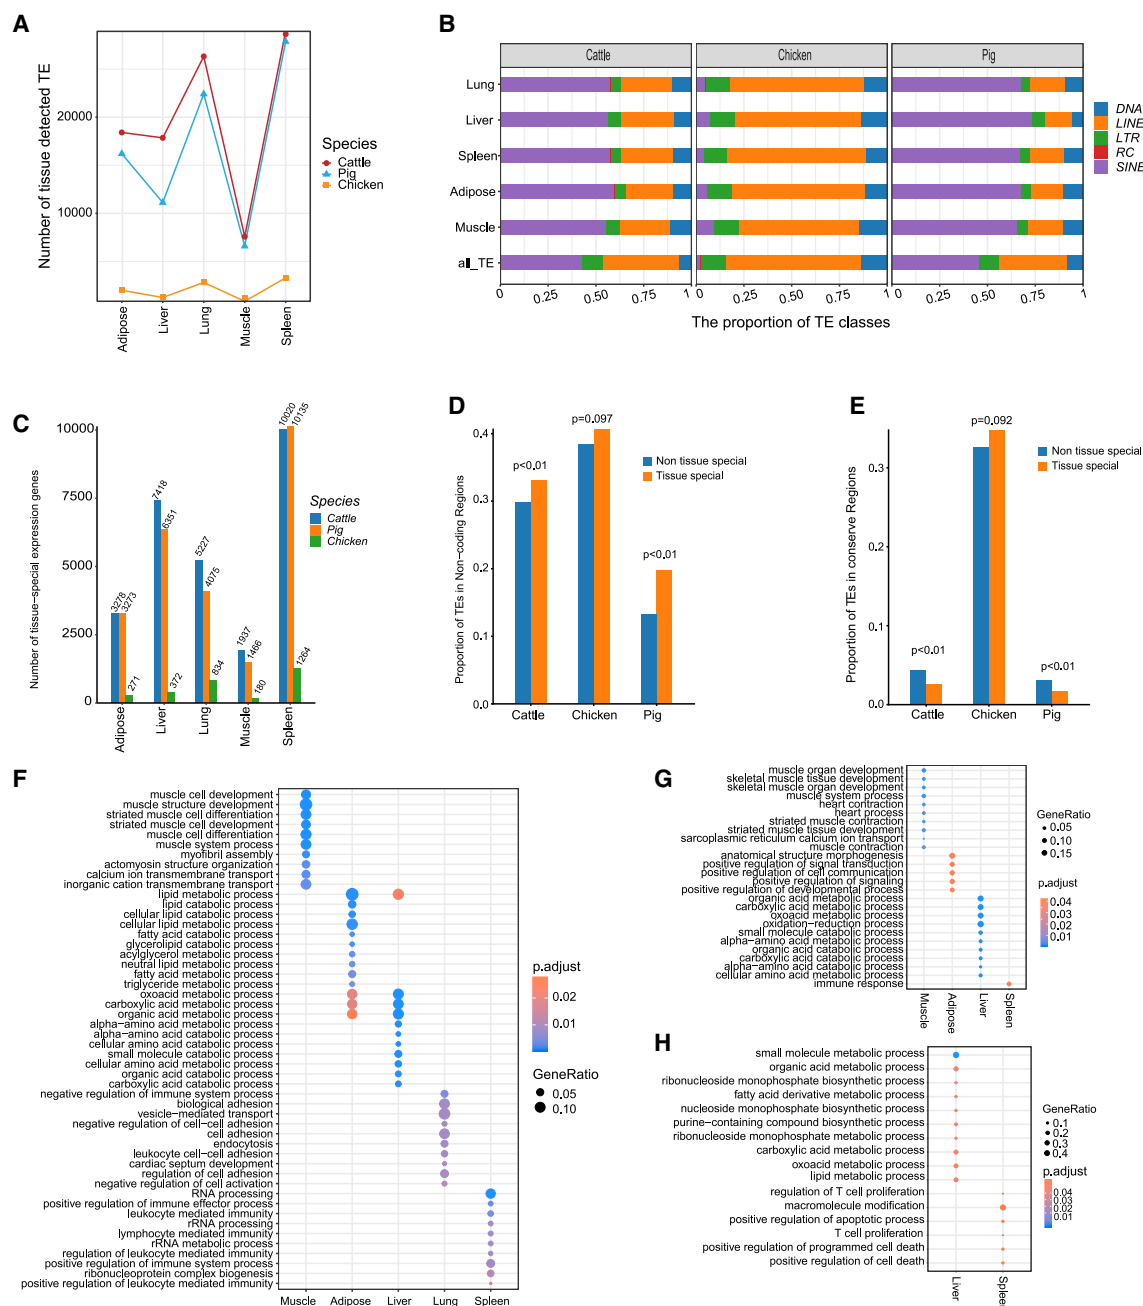 A
Number of tissue detected TE
20000
10000
Adipose
Liver
Lung
Muscle
Spleen
Species
Cattle
Pig
Chicken
B
Cattle
Chicken
Pig
Lung
Liver
Spleen
Adipose
Muscle
all_TE
0 0.25 0.50 0.75 1
0 0.25 0.50 0.75 1
0 0.25 0.50 0.75 1
The proportion of TE classes
DNA
LINE
LTR
RC
SINE
C
Number of tissue-special expression genes
10000
7500
5000
2500
0
3278
3273
271
7418
6351
372
5227
4075
834
1937
1466
180
10020
10135
1264
Adipose
Liver
Lung
Muscle
Spleen
Species
Cattle
Pig
Chicken
D
Proportion of TEs in Non-coding Regions
0.4
0.3
0.2
0.1
0.0
p<0.01
p=0.097
p<0.01
Cattle
Chicken
Pig
Non tissue special
Tissue special
E
Proportion of TEs in conserve Regions
0.3
0.2
0.1
0.0
p<0.01
p=0.092
p<0.01
Cattle
Chicken
Pig
Non tissue special
Tissue special
F
muscle cell development
muscle structure development
striated muscle cell differentiation
striated muscle cell development
muscle cell differentiation
muscle system process
myofibril assembly
actomyosin structure organization
calcium ion transmembrane transport
inorganic cation transmembrane transport
lipid metabolic process
lipid catabolic process
cellular lipid catabolic process
cellular lipid metabolic process
fatty acid catabolic process
glycerolipid catabolic process
acylglycerol metabolic process
neutral lipid metabolic process
fatty acid metabolic process
triglyceride metabolic process
oxoacid metabolic process
carboxylic acid metabolic process
organic acid metabolic process
alpha-amino acid metabolic process
alpha-amino acid catabolic process
cellular amino acid catabolic process
small molecule catabolic process
cellular amino acid metabolic process
organic acid catabolic process
carboxylic acid catabolic process
negative regulation of immune system process
biological adhesion
vesicle-mediated transport
negative regulation of cell-cell adhesion
cell adhesion
endocytosis
leukocyte cell-cell adhesion
cardiac septum development
regulation of cell adhesion
negative regulation of cell activation
RNA processing
positive regulation of immune effector process
leukocyte mediated immunity
rRNA processing
lymphocyte mediated immunity
rRNA metabolic process
regulation of leukocyte mediated immunity
positive regulation of immune system process
ribonucleoprotein complex biogenesis
positive regulation of leukocyte mediated immunity
Muscle
Adipose
Liver
Lung
Spleen
p.adjust
0.02
0.01
GeneRatio
0.05
0.10
G
muscle organ development
skeletal muscle tissue development
skeletal muscle organ development
muscle system process
heart contraction
heart process
striated muscle contraction
striated muscle tissue development
sarcoplasmic reticulum calcium ion transport
muscle contraction
anatomical structure morphogenesis
positive regulation of signal transduction
positive regulation of cell communication
positive regulation of signaling
positive regulation of developmental process
organic acid metabolic process
carboxylic acid metabolic process
oxoacid metabolic process
oxidation-reduction process
small molecule catabolic process
alpha-amino acid metabolic process
organic acid catabolic process
carboxylic acid catabolic process
alpha-amino acid catabolic process
cellular amino acid metabolic process
immune response
Muscle
Adipose
Liver
Spleen
GeneRatio
0.05
0.10
0.15
p.adjust
0.04
0.03
0.02
0.01
H
small molecule metabolic process
organic acid metabolic process
ribonucleoside monophosphate biosynthetic process
fatty acid derivative metabolic process
nucleoside monophosphate biosynthetic process
purine-containing compound biosynthetic process
ribonucleoside monophosphate metabolic process
carboxylic acid metabolic process
oxoacid metabolic process
lipid metabolic process
regulation of T cell proliferation
macromolecule modification
positive regulation of apoptotic process
T cell proliferation
positive regulation of programmed cell death
positive regulation of cell death
Liver
Spleen
GeneRatio
0.1
0.2
0.3
0.4
p.adjust
0.04
0.03
0.02
0.01